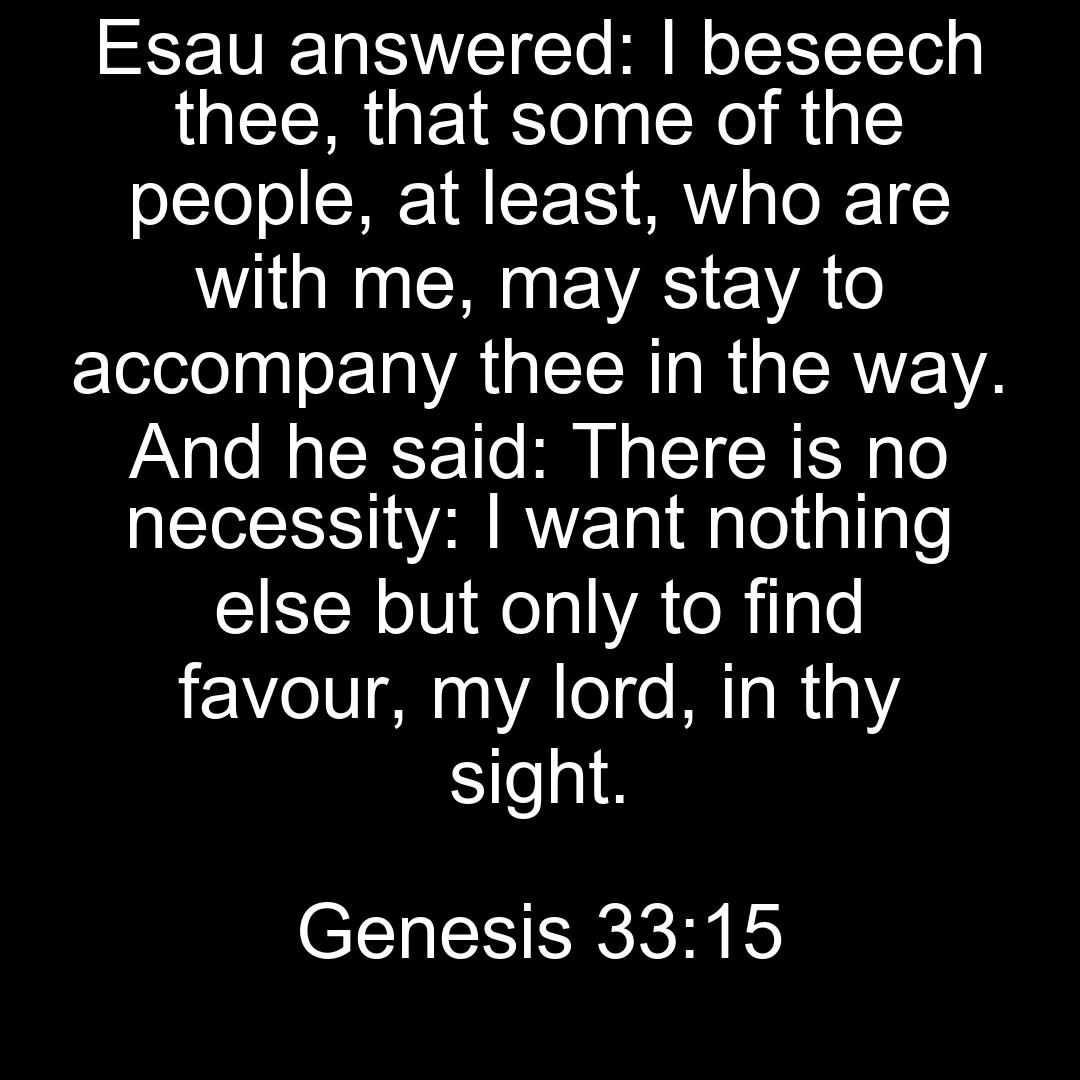 Esau answered: I beseech
thee, that some of the
people, at least, who are
with me, may stay to
accompany thee in the way.
And he said: There is no
necessity: I want nothing
else but only to find
favour, my lord, in thy
sight.
Genesis 33:15